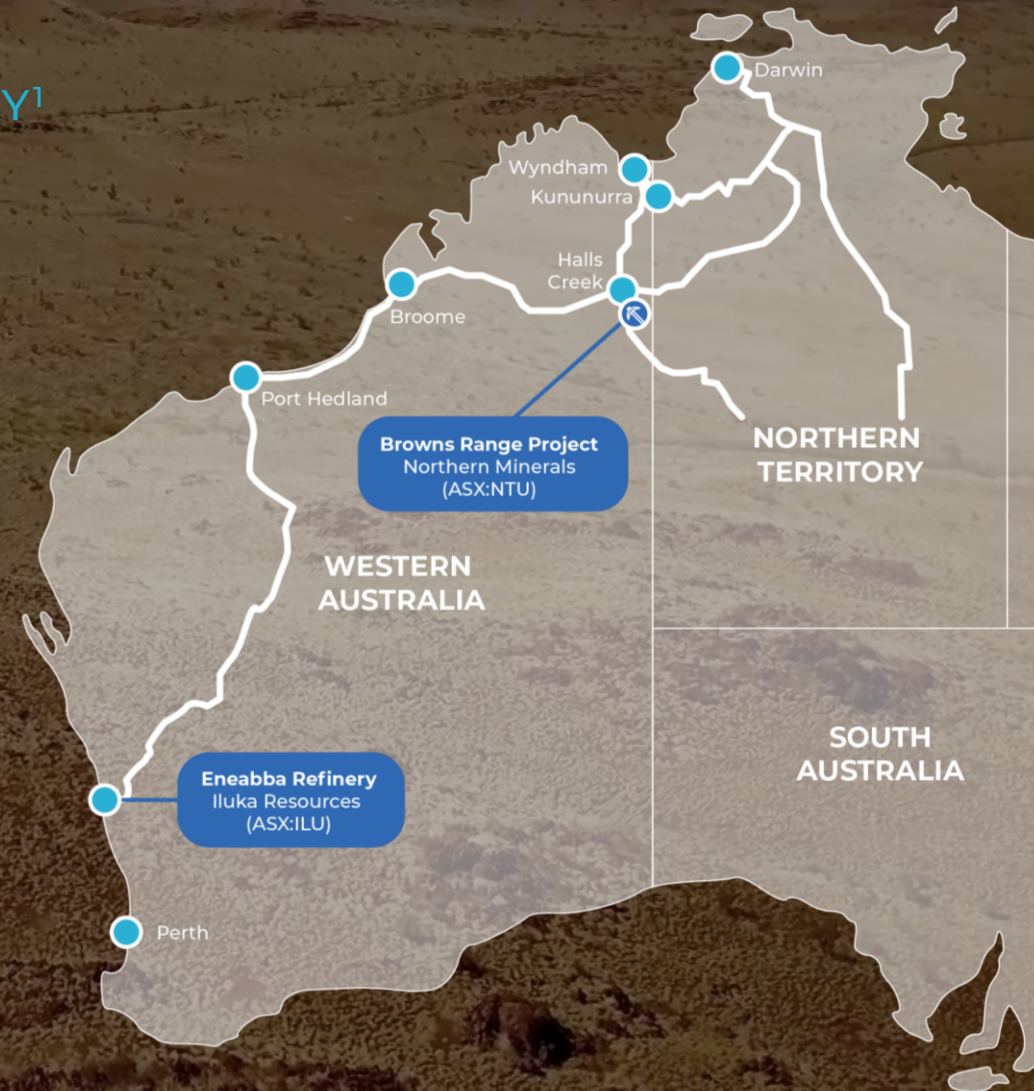 Y¹
Darwin
Wyndham
Kununurra
Halls
Creek
Broome
Port Hedland
Browns Range Project
Northern Minerals
(ASX:NTU)
NORTHERN
TERRITORY
WESTERN
AUSTRALIA
SOUTH
AUSTRALIA
Eneabba Refinery
Iluka Resources
(ASX:ILU)
Perth